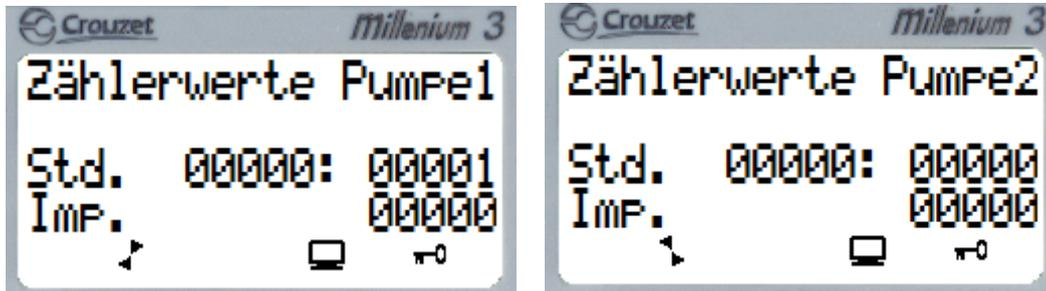 Crouzet Millenium 3
Zählerwerte Pumpe1
Std. 00000: 00001
Imp. 00000
Crouzet Millenium 3
Zählerwerte Pumpe2
Std. 00000: 00000
Imp. 00000